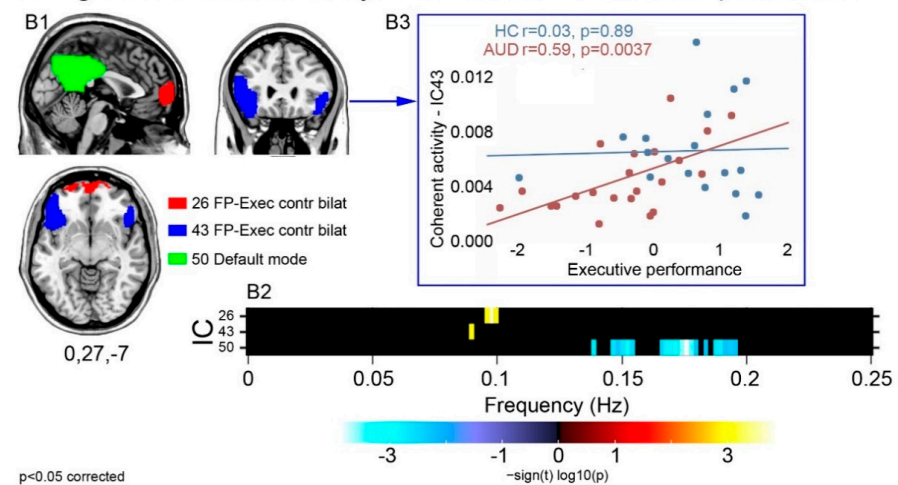 B1
B3
HC r=0.03, p=0.89
AUD r=0.59, p=0.0037
Coherent activity - IC43
0.012
0.008
0.004
0.000
-2 -1 0 1 2
Executive performance
26 FP-Exec contr bilat
43 FP-Exec contr bilat
50 Default mode
0,27,-7
B2
IC
26
43
50
0 0.05 0.1 0.15 0.2 0.25
Frequency (Hz)
-3 -1 0 1 3
−sign(t) log10(p)
p<0.05 corrected